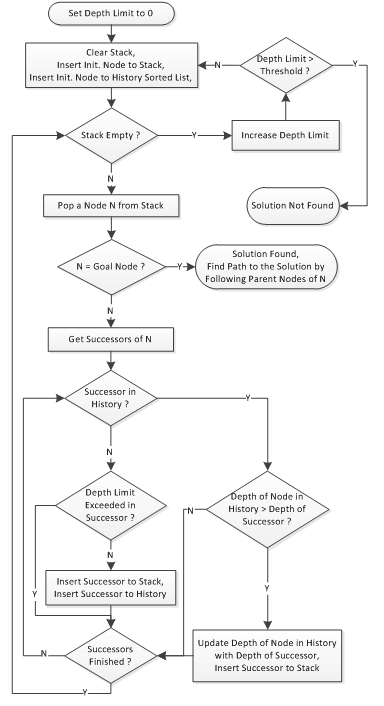 Set Depth Limit to 0
Clear Stack,
Insert Init. Node to Stack,
Insert Init. Node to History Sorted List,
N
Depth Limit >
Threshold ?
Y
Stack Empty ?
Y
Increase Depth Limit
N
Pop a Node N from Stack
Solution Not Found
N = Goal Node ?
Y
Solution Found,
Find Path to the Solution by
Following Parent Nodes of N
N
Get Successors of N
Successor in
History ?
Y
N
Depth Limit
Exceeded in
Successor ?
N
Depth of Node in
History > Depth of
Successor ?
N
Y
Insert Successor to Stack,
Insert Successor to History
Y
N
Successors
Finished ?
Update Depth of Node in History
with Depth of Successor,
Insert Successor to Stack
Y